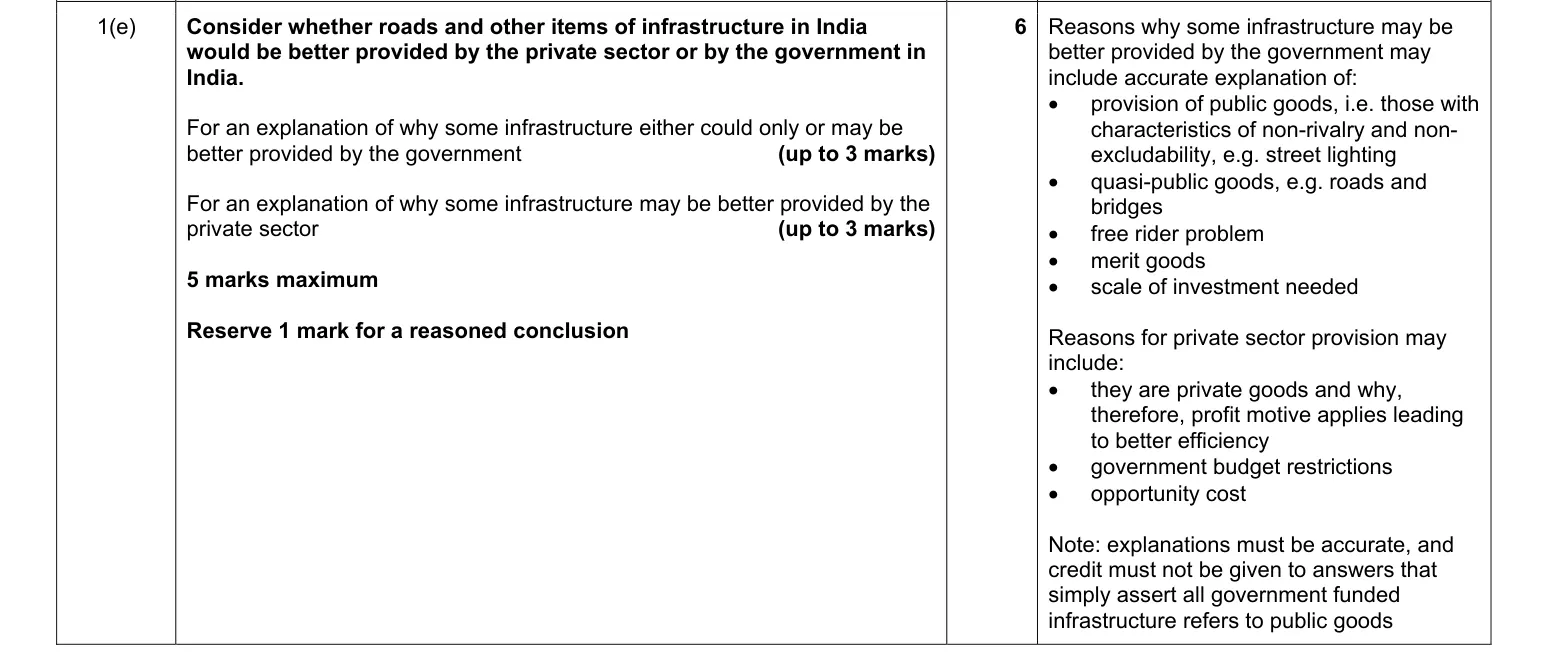 1(e)
Consider whether roads and other items of infrastructure in India
would be better provided by the private sector or by the government in
India.
For an explanation of why some infrastructure either could only or may be
better provided by the government (up to 3 marks)
For an explanation of why some infrastructure may be better provided by the
private sector (up to 3 marks)
5 marks maximum
Reserve 1 mark for a reasoned conclusion
6
Reasons why some infrastructure may be
better provided by the government may
include accurate explanation of:
• provision of public goods, i.e. those with
characteristics of non-rivalry and non-
excludability, e.g. street lighting
• quasi-public goods, e.g. roads and
bridges
• free rider problem
• merit goods
• scale of investment needed
Reasons for private sector provision may
include:
• they are private goods and why,
therefore, profit motive applies leading
to better efficiency
• government budget restrictions
• opportunity cost
Note: explanations must be accurate, and
credit must not be given to answers that
simply assert all government funded
infrastructure refers to public goods